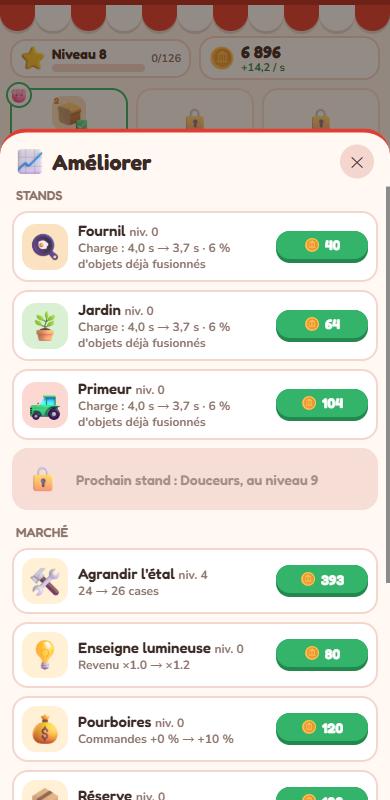 Niveau 8
0/126
6 896
+14,2 / s
Améliorer
STANDS
Fournil niv. 0
Charge : 4,0 s → 3,7 s · 6 %
d'objets déjà fusionnés
40
Jardin niv. 0
Charge : 4,0 s → 3,7 s · 6 %
d'objets déjà fusionnés
64
Primeur niv. 0
Charge : 4,0 s → 3,7 s · 6 %
d'objets déjà fusionnés
104
Prochain stand : Douceurs, au niveau 9
MARCHÉ
Agrandir l'étal niv. 4
24 → 26 cases
393
Enseigne lumineuse niv. 0
Revenu ×1.0 → ×1.2
80
Pourboires niv. 0
Commandes +0 % → +10 %
120
Réserve niv. 0